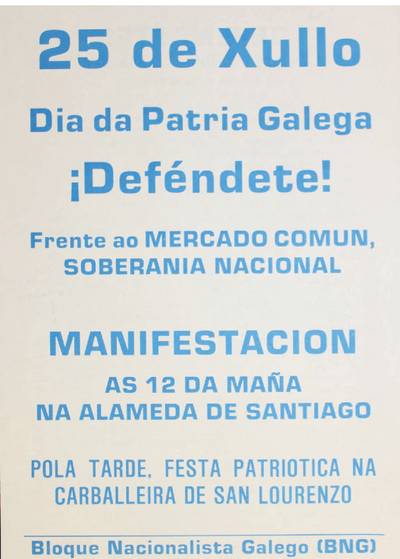 25 de Xullo
Dia da Patria Galega
¡Deféndete!
Frente ao MERCADO COMUN,
SOBERANIA NACIONAL
MANIFESTACION
AS 12 DA MAÑA
NA ALAMEDA DE SANTIAGO
POLA TARDE, FESTA PATRIOTICA NA
CARBALLEIRA DE SAN LOURENZO
Bloque Nacionalista Galego (BNG)